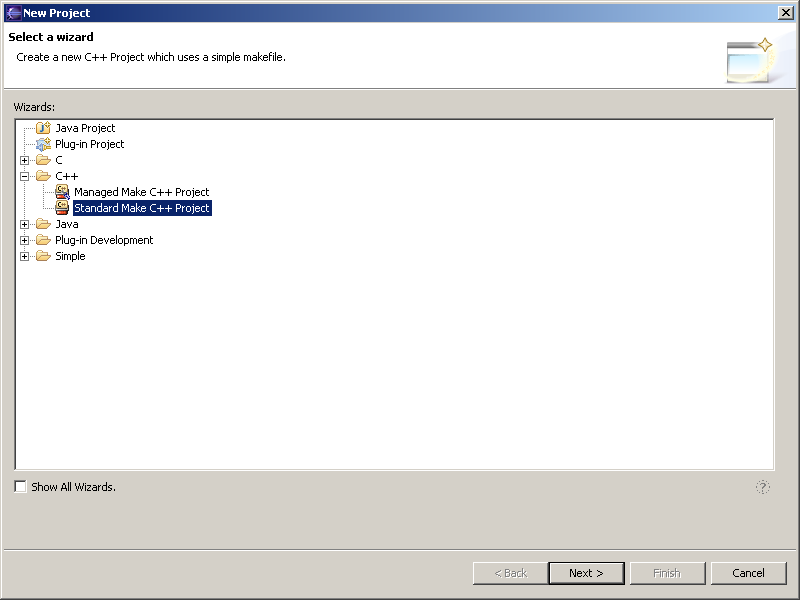 New Project
Select a wizard
Create a new C++ Project which uses a simple makefile.
Wizards:
Java Project
Plug-in Project
C
C++
Managed Make C++ Project
Standard Make C++ Project
Java
Plug-in Development
Simple
Show All Wizards.
?
< Back Next > Finish Cancel